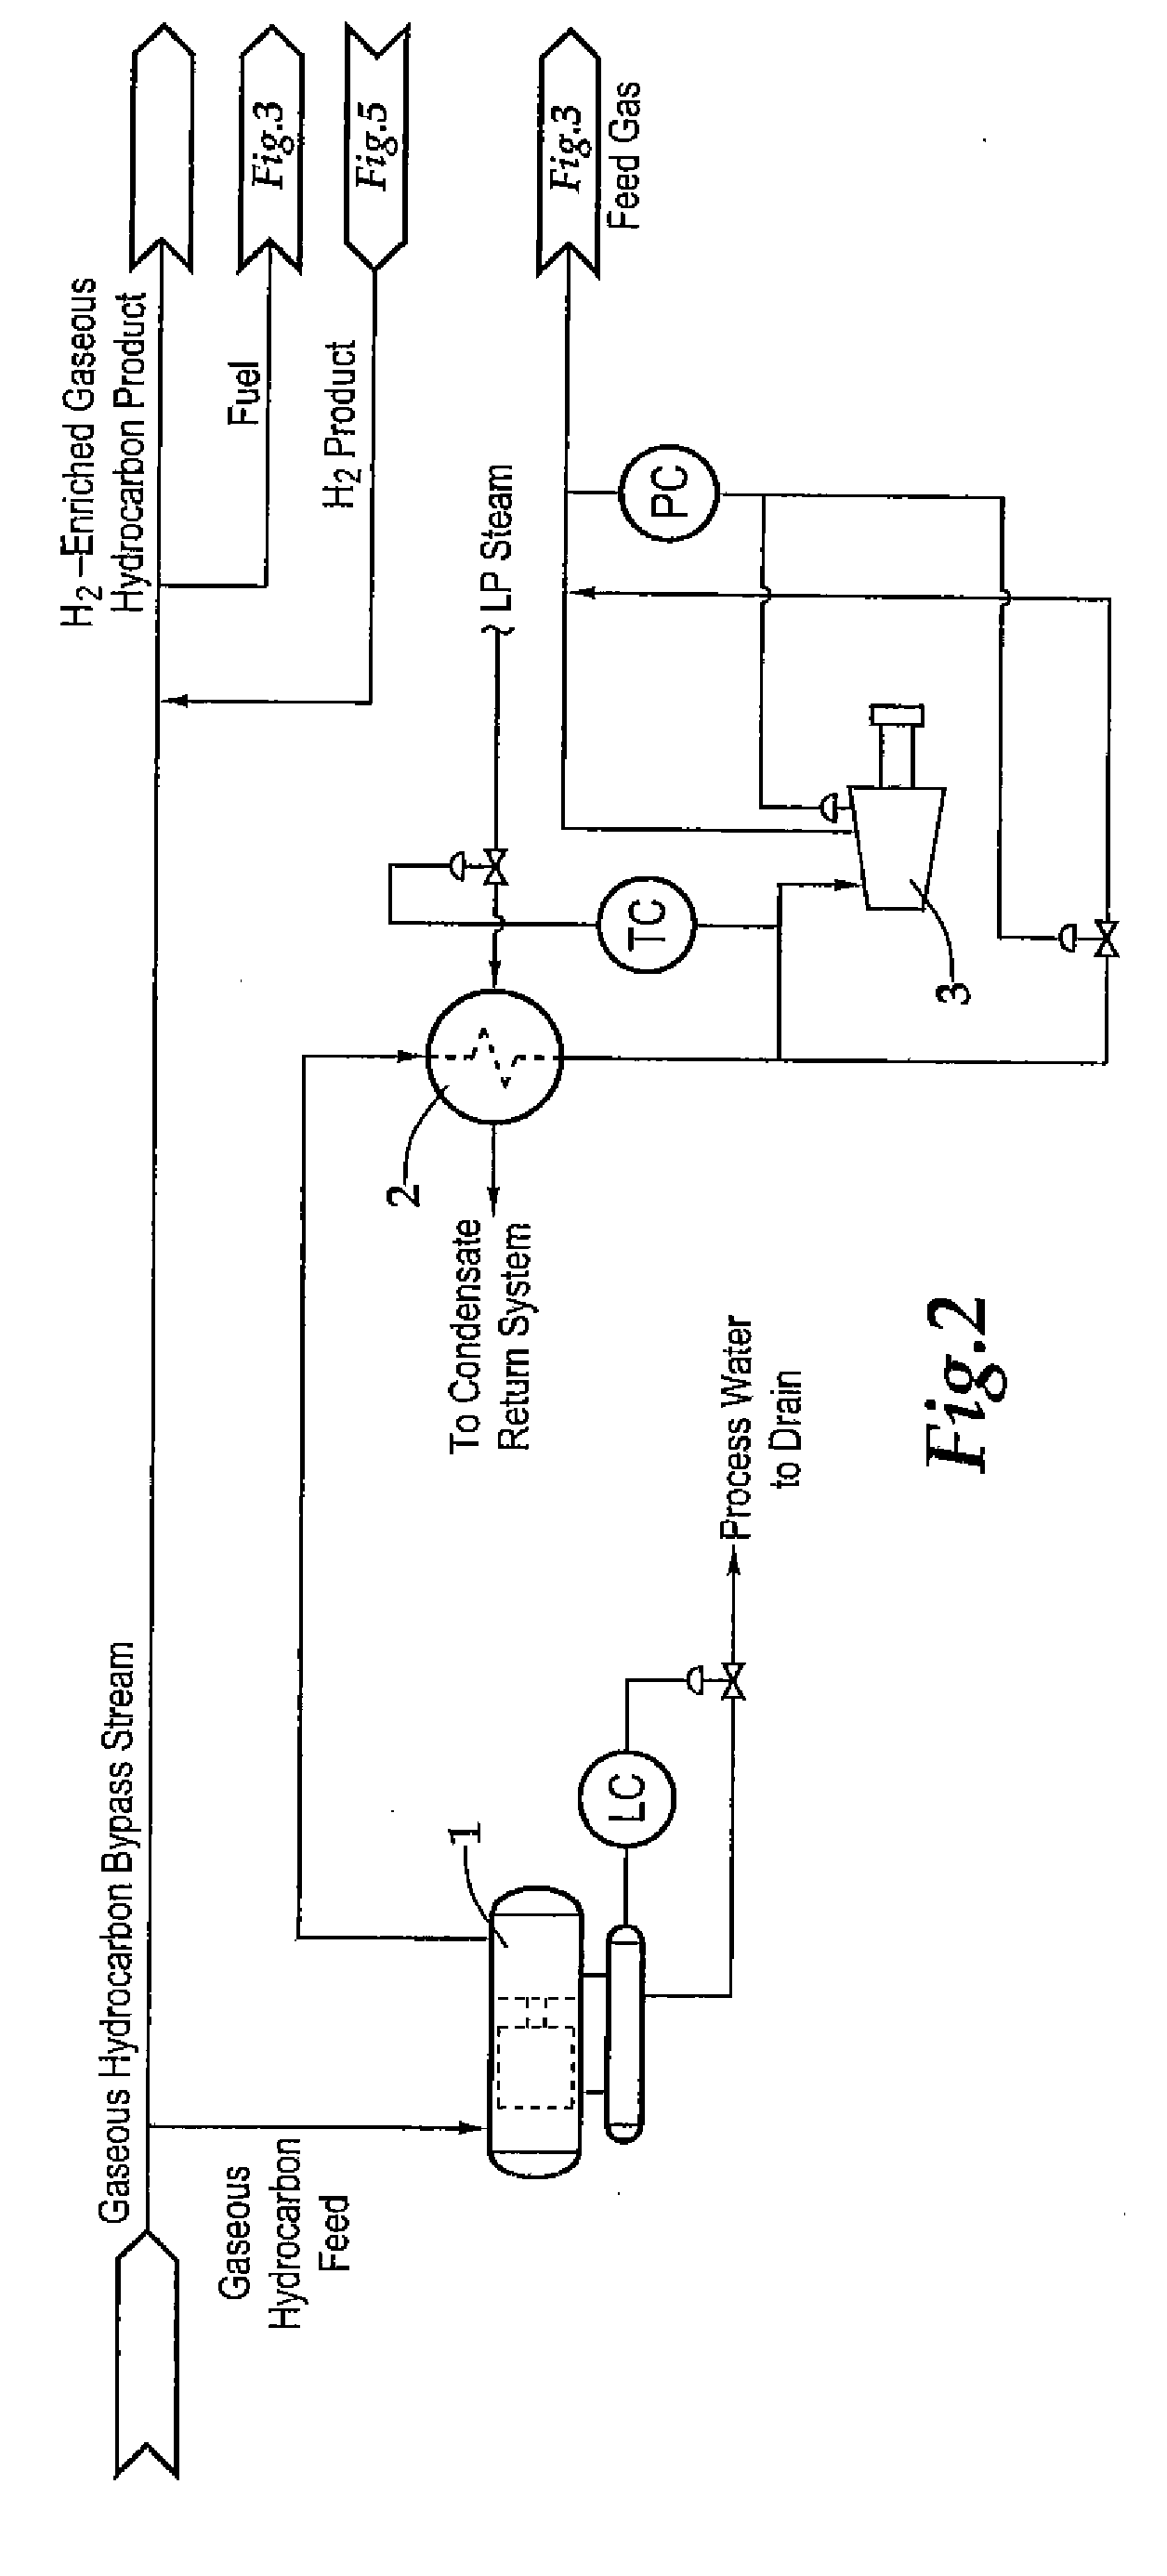 H2-Enriched Gaseous
Hydrocarbon Product
Fuel
Fig.3
H2 Product
Fig.5
LP Steam
Fig.3
Feed Gas
PC
TC
3
2
To Condensate
Return System
Gaseous Hydrocarbon Bypass Stream
Gaseous
Hydrocarbon
Feed
1
LC
Process Water
to Drain
Fig.2